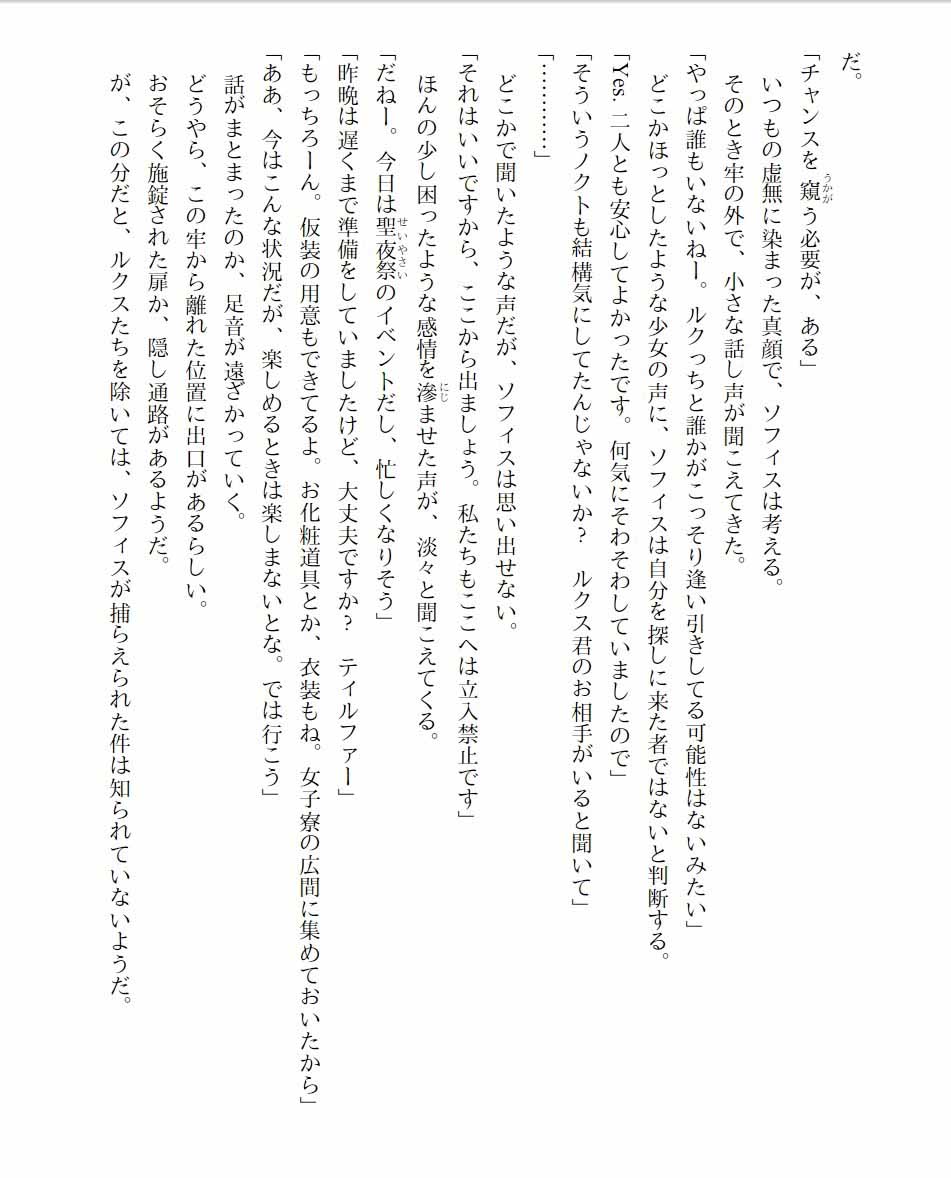 だ。
「チャンスを窺う必要が、ある」
いつもの虚無に染まった真顔で、ソフィスは考える。
そのとき牢の外で、小さな話し声が聞こえてきた。
「やっぱ誰もいないねー。ルクっちと誰かがこっそり逢い引きしてる可能性はないみたい」
どこかほっとしたような少女の声に、ソフィスは自分を探しに来た者ではないと判断する。
「Yes. 二人とも安心してよかったです。何気にそわそわしていましたので」
「そういうノクトも結構気にしてたんじゃないか？　ルクス君のお相手がいると聞いて」
「…………」
どこかで聞いたような声だが、ソフィスは思い出せない。
「それはいいですから、ここから出ましょう。私たちもここへは立入禁止です」
ほんの少し困ったような感情を滲ませた声が、淡々と聞こえてくる。
「だねー。今日は聖夜祭のイベントだし、忙しくなりそう」
「昨晩は遅くまで準備をしていましたけど、大丈夫ですか？　ティルファー」
「もっちろーん。仮装の用意もできてるよ。お化粧道具とか、衣装もね。女子寮の広間に集めておいたから」
「ああ、今はこんな状況だが、楽しめるときは楽しまないとな。では行こう」
話がまとまったのか、足音が遠ざかっていく。
どうやら、この牢から離れた位置に出口があるらしい。
おそらく施錠された扉か、隠し通路があるようだ。
が、この分だと、ルクスたちを除いては、ソフィスが捕らえられた件は知られていないようだ。